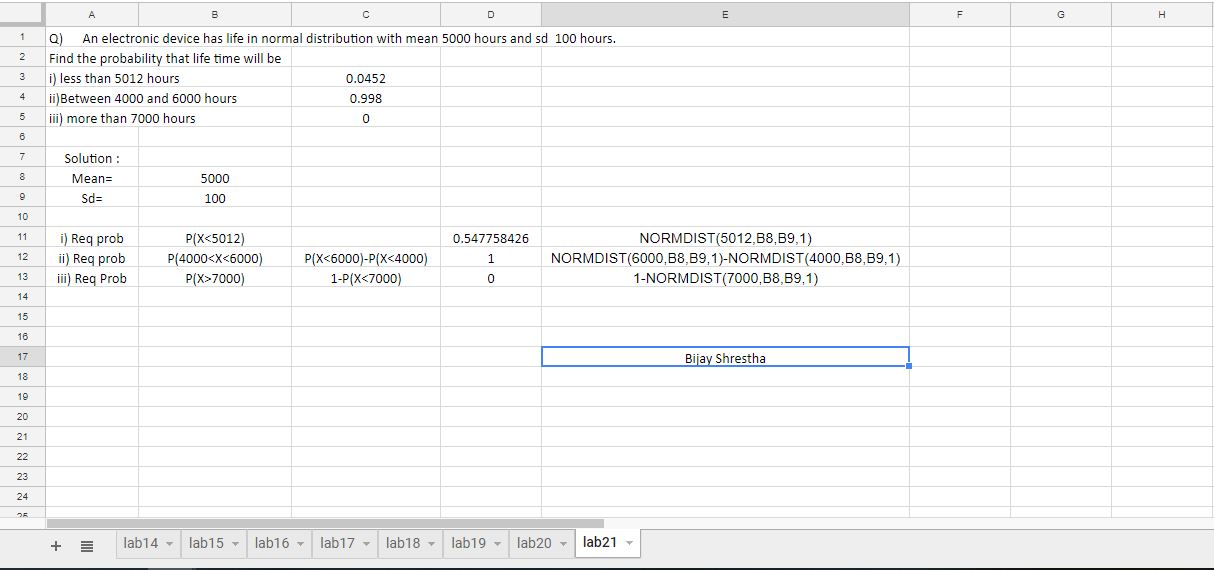 A B C D E F G H
1 Q) An electronic device has life in normal distribution with mean 5000 hours and sd 100 hours.
2 Find the probability that life time will be
3 i) less than 5012 hours 0.0452
4 ii)Between 4000 and 6000 hours 0.998
5 iii) more than 7000 hours 0
6
7 Solution :
8 Mean= 5000
9 Sd= 100
10
11 i) Req prob P(X<5012) 0.547758426 NORMDIST(5012,B8,B9,1)
12 ii) Req prob P(4000<X<6000) P(X<6000)-P(X<4000) 1 NORMDIST(6000,B8,B9,1)-NORMDIST(4000,B8,B9,1)
13 iii) Req Prob P(X>7000) 1-P(X<7000) 0 1-NORMDIST(7000,B8,B9,1)
14
15
16
17 Bijay Shrestha
18
19
20
21
22
23
24
25
+ lab14 lab15 lab16 lab17 lab18 lab19 lab20 lab21